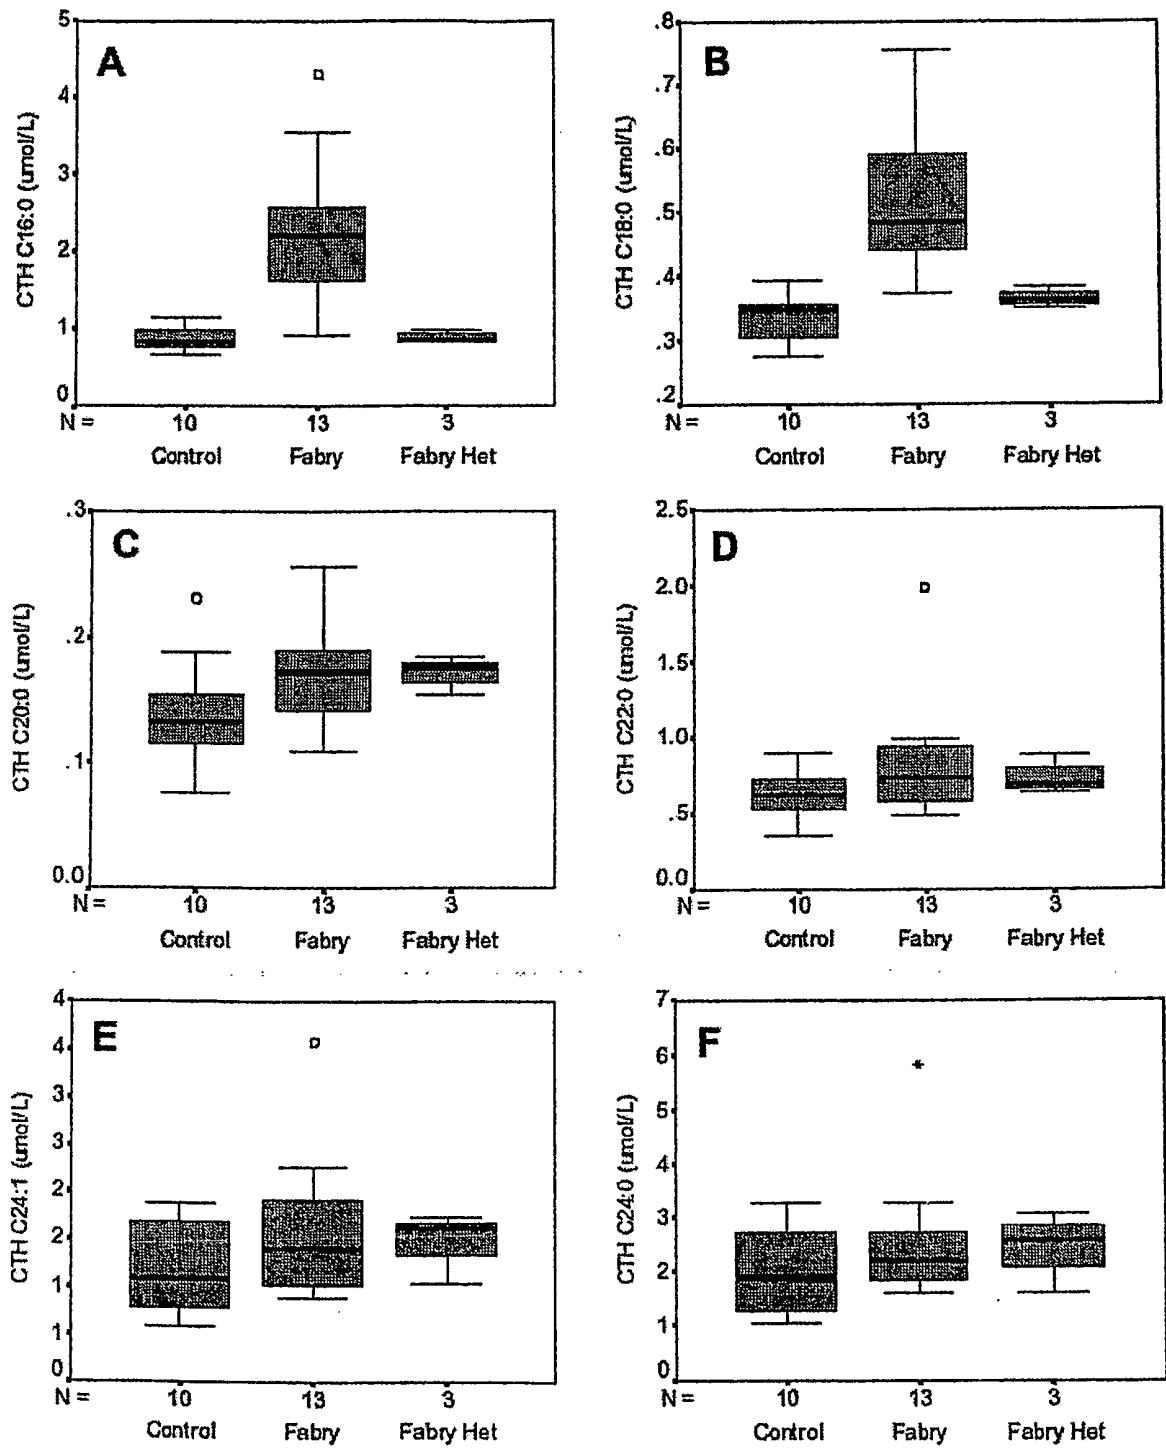 A
CTH C16:0 (umol/L)
5
4
3
2
1
0
N = 10 13 3
Control Fabry Fabry Het
B
CTH C18:0 (umol/L)
.8
.7
.6
.5
.4
.3
.2
N = 10 13 3
Control Fabry Fabry Het
C
CTH C20:0 (umol/L)
.3
.2
.1
0.0
N = 10 13 3
Control Fabry Fabry Het
D
CTH C22:0 (umol/L)
2.5
2.0
1.5
1.0
.5
0.0
N = 10 13 3
Control Fabry Fabry Het
E
CTH C24:1 (umol/L)
4
4
3
3
2
2
1
1
0
N = 10 13 3
Control Fabry Fabry Het
F
CTH C24:0 (umol/L)
7
6
5
4
3
2
1
0
N = 10 13 3
Control Fabry Fabry Het